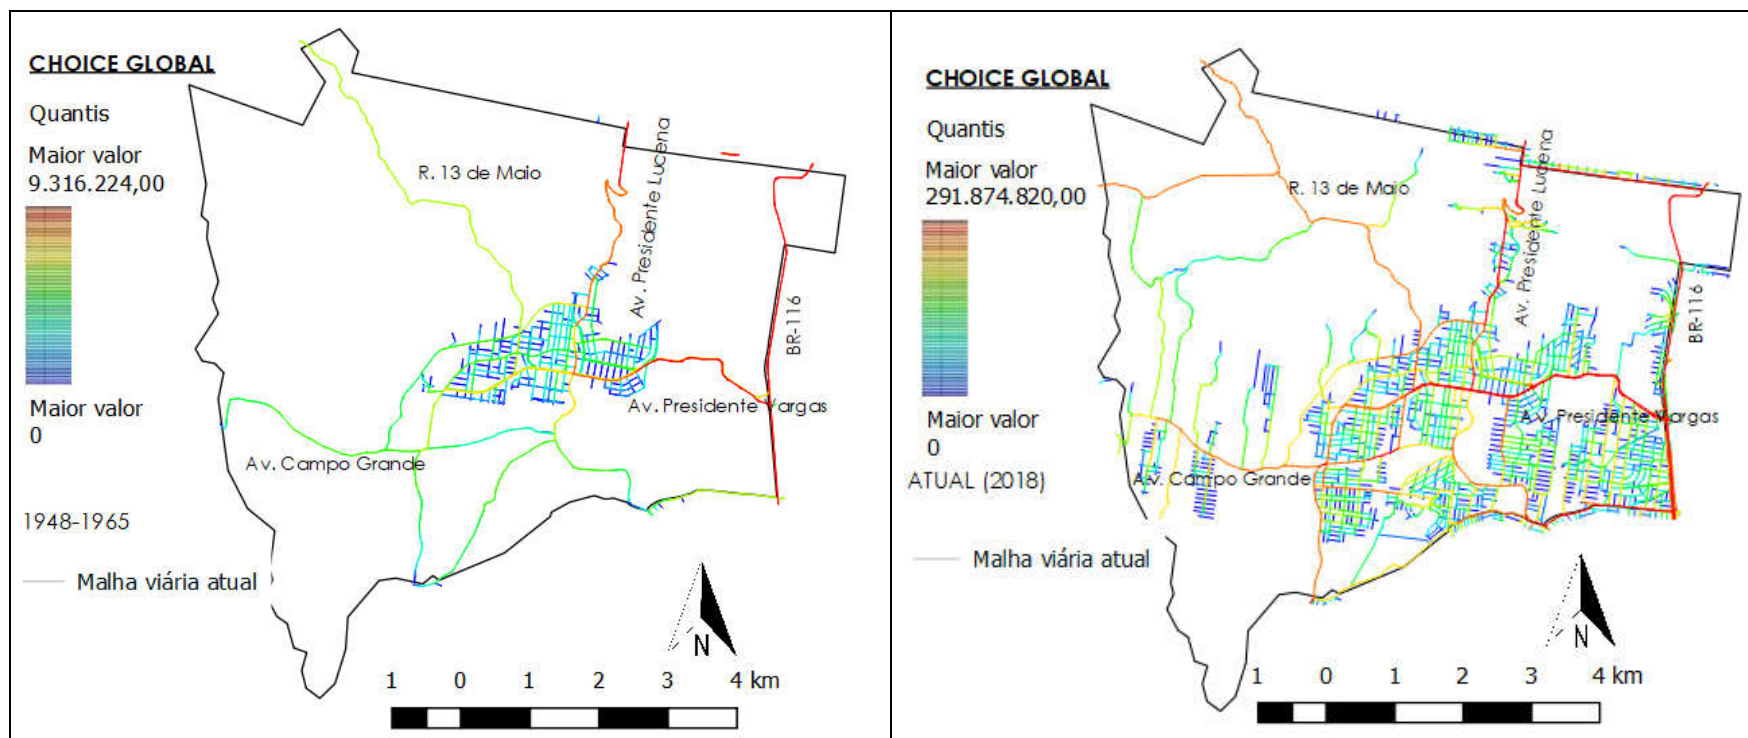 CHOICE GLOBAL
Quantis
Maior valor
9.316.224,00
Maior valor
0
1948-1965
Malha viária atual
R. 13 de Maio
Av. Presidente Lucena
BR-116
Av. Presidente Vargas
Av. Campo Grande
N
1 0 1 2 3 4 km
CHOICE GLOBAL
Quantis
Maior valor
291.874.820,00
Maior valor
0
ATUAL (2018)
Malha viária atual
R. 13 de Maio
Av. Presidente Lucena
BR-116
Av. Presidente Vargas
Av. Campo Grande
N
1 0 1 2 3 4 km